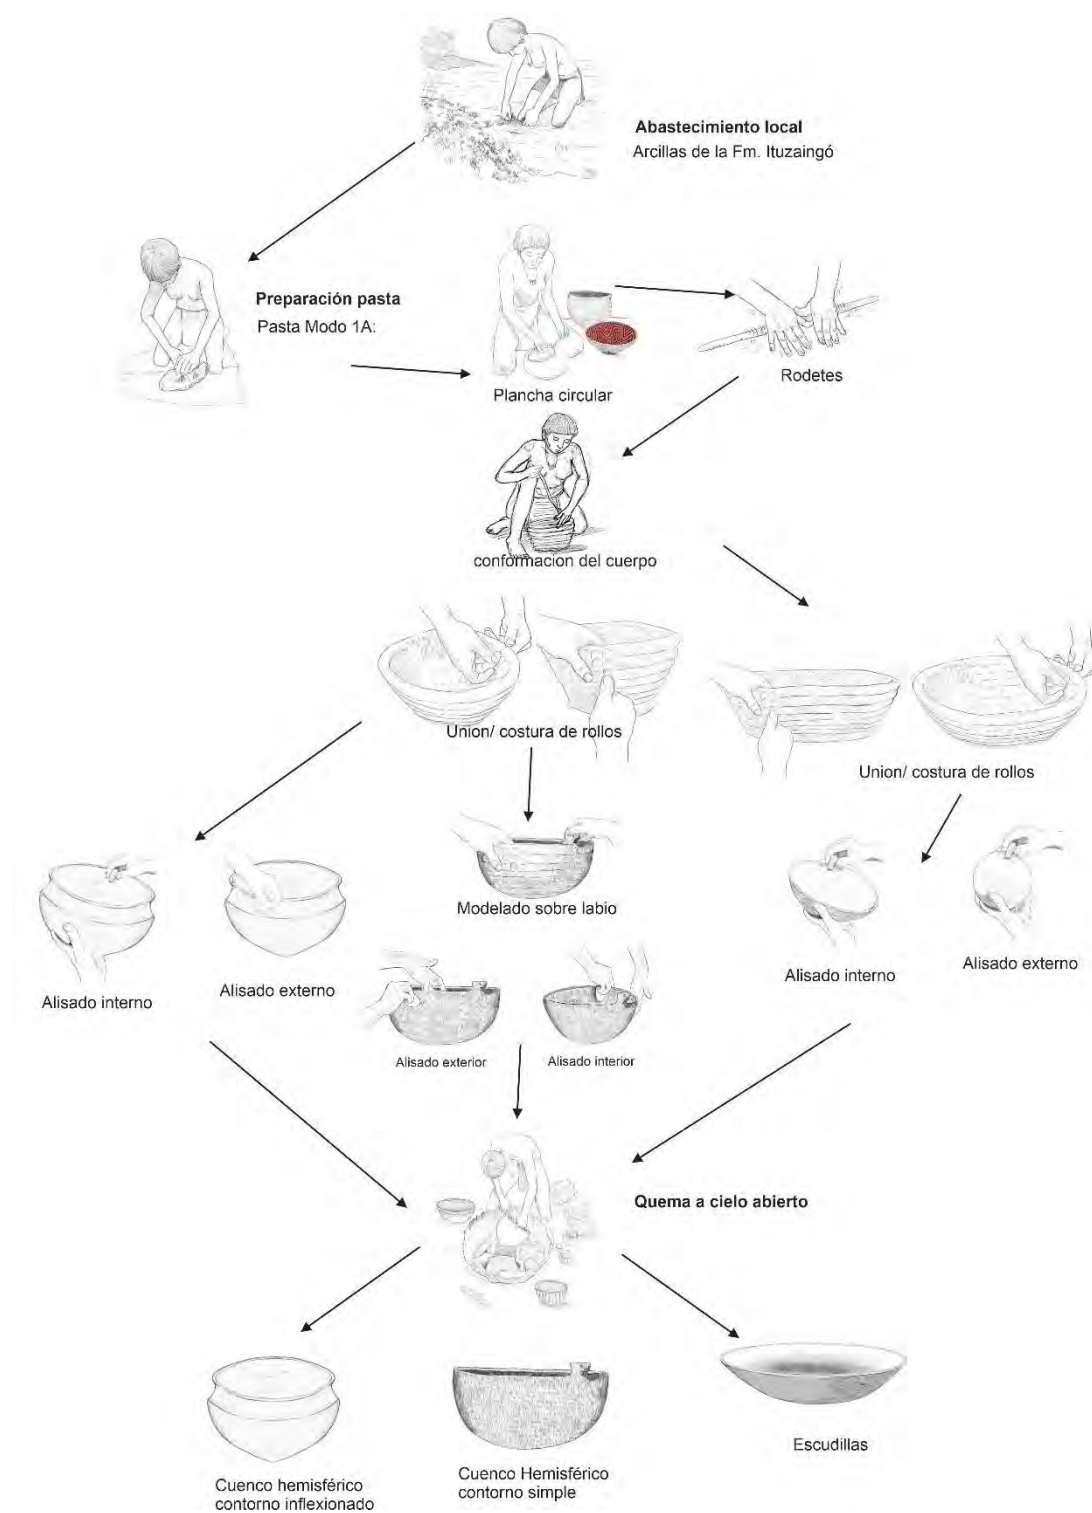 Abastecimiento local
Arcillas de la Fm. Ituzaingó
Preparación pasta
Pasta Modo 1A:
Plancha circular
Rodetes
conformacion del cuerpo
Union/ costura de rollos
Union/ costura de rollos
Modelado sobre labio
Alisado interno
Alisado externo
Alisado interno
Alisado externo
Alisado exterior
Alisado interior
Quema a cielo abierto
Cuenco hemisférico
contorno inflexionado
Cuenco Hemisférico
contorno simple
Escudillas